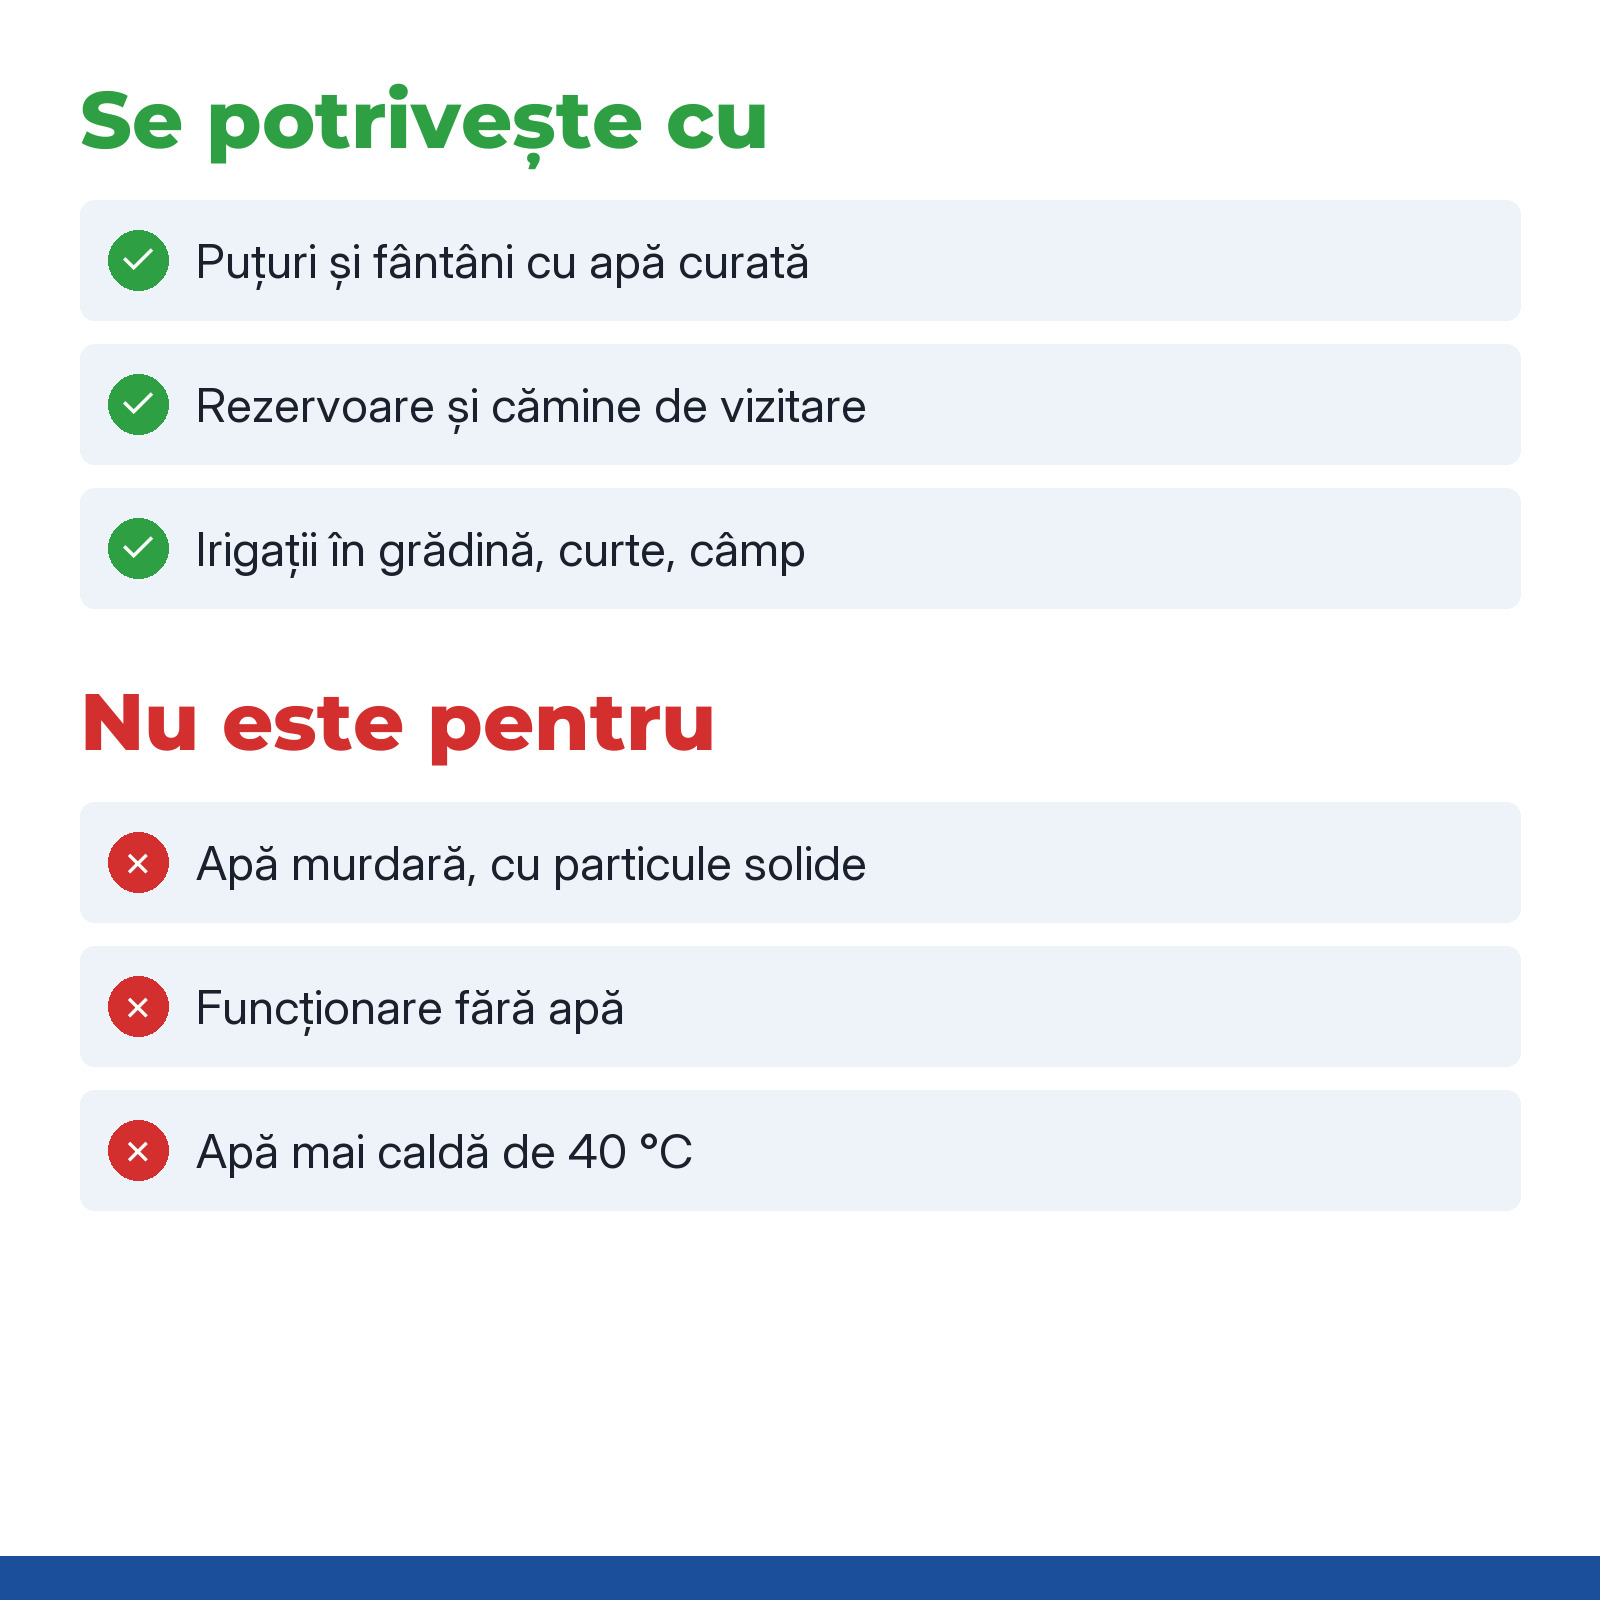 Se potrivește cu
Puțuri și fântâni cu apă curată
Rezervoare și cămine de vizitare
Irigații în grădină, curte, câmp
Nu este pentru
Apă murdară, cu particule solide
Funcționare fără apă
Apă mai caldă de 40 °C